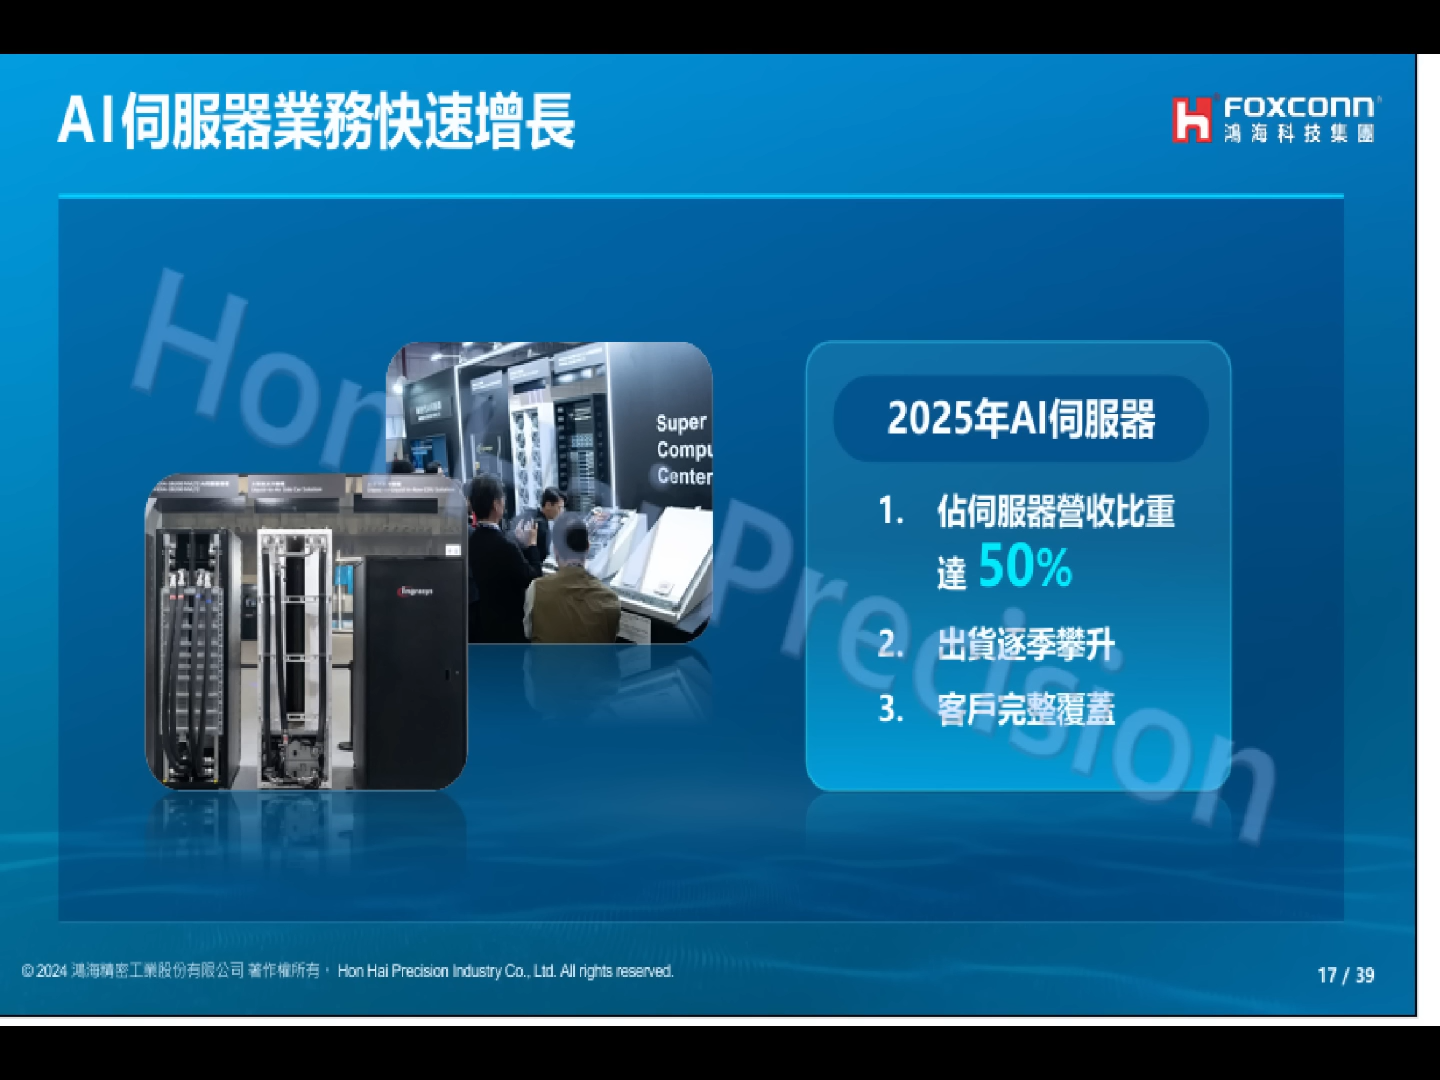 AI伺服器業務快速增長
FOXCONN
鴻海科技集團
Super
Compu
Center
Ingrasys
2025年AI伺服器
1. 佔伺服器營收比重
達 50%
2. 出貨逐季攀升
3. 客戶完整覆蓋
Hon Hai Precision
© 2024 鴻海精密工業股份有限公司 著作權所有， Hon Hai Precision Industry Co., Ltd. All rights reserved.
17 / 39